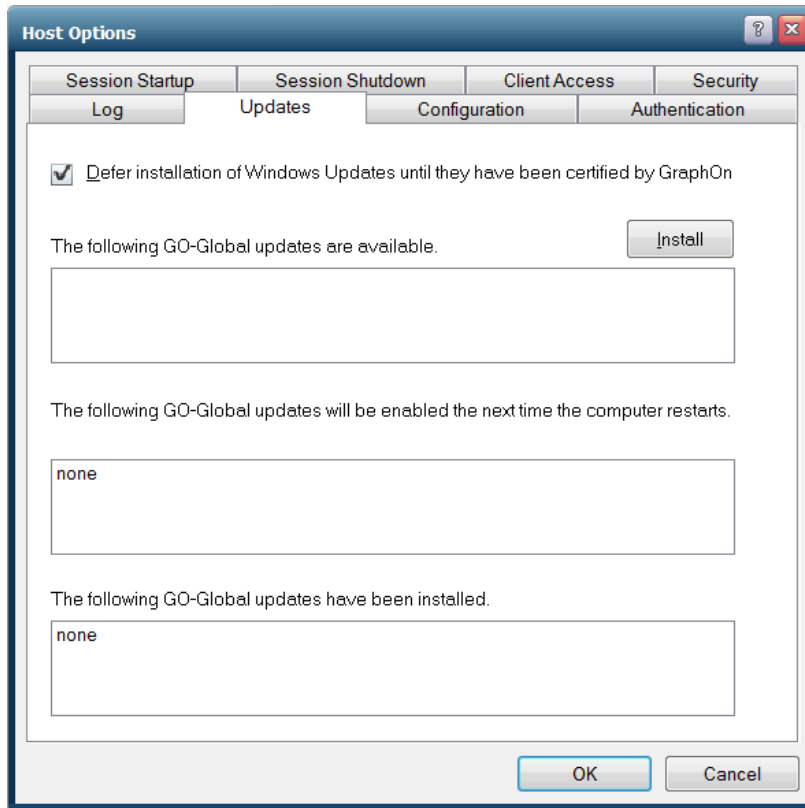 Host Options
?
Session Startup Session Shutdown Client Access Security
Log Updates Configuration Authentication
Defer installation of Windows Updates until they have been certified by GraphOn
The following GO-Global updates are available.
Install
The following GO-Global updates will be enabled the next time the computer restarts.
none
The following GO-Global updates have been installed.
none
OK Cancel